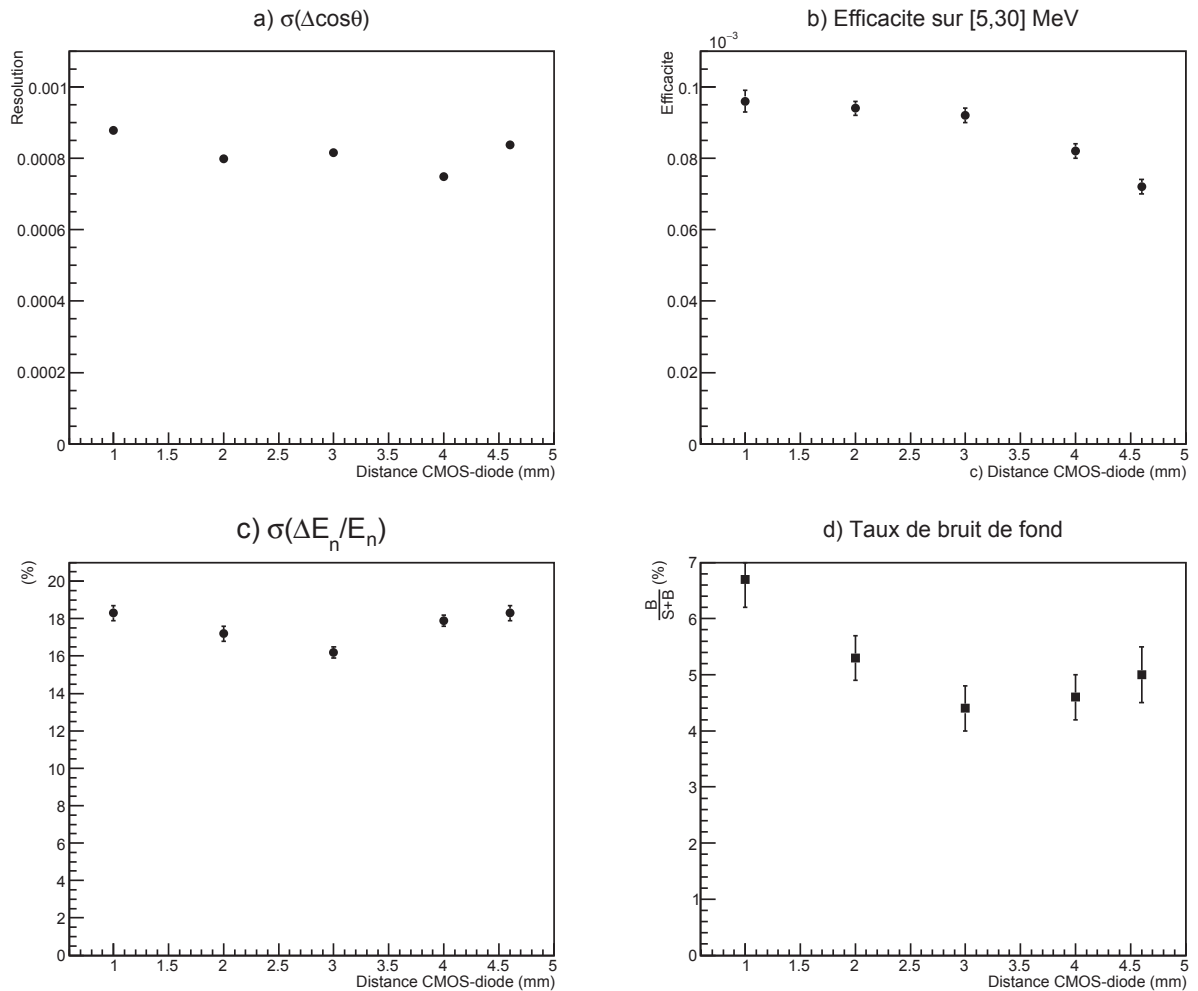 a) σ(Δcosθ)
Resolution
0.001
0.0008
0.0006
0.0004
0.0002
0
1 1.5 2 2.5 3 3.5 4 4.5 5
Distance CMOS-diode (mm)
b) Efficacite sur [5,30] MeV
10⁻³
Efficacite
0.1
0.08
0.06
0.04
0.02
0
1 1.5 2 2.5 3 3.5 4 4.5 5
c) Distance CMOS-diode (mm)
c) σ(ΔEₙ/Eₙ)
(%)
20
18
16
14
12
10
8
6
4
2
0
1 1.5 2 2.5 3 3.5 4 4.5 5
Distance CMOS-diode (mm)
d) Taux de bruit de fond
B/S+B (%)
7
6
5
4
3
2
1
0
1 1.5 2 2.5 3 3.5 4 4.5 5
Distance CMOS-diode (mm)